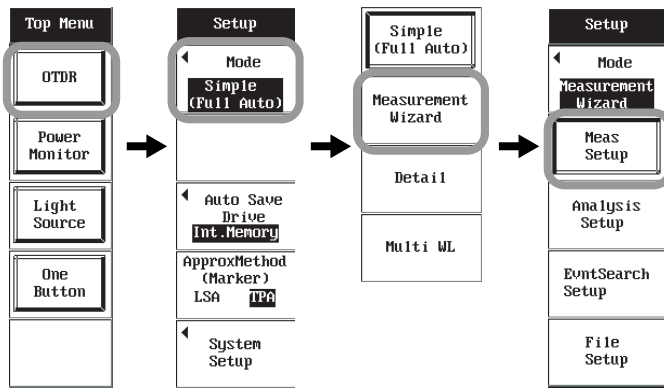 Top Menu
OTDR
Power
Monitor
Light
Source
One
Button
Setup
Mode
Simple
(Full Auto)
Auto Save
Drive
Int.Memory
ApproxMethod
(Marker)
LSA TPA
System
Setup
Simple
(Full Auto)
Measurement
Wizard
Detail
Multi WL
Setup
Mode
Measurement
Wizard
Meas
Setup
Analysis
Setup
EvntSearch
Setup
File
Setup